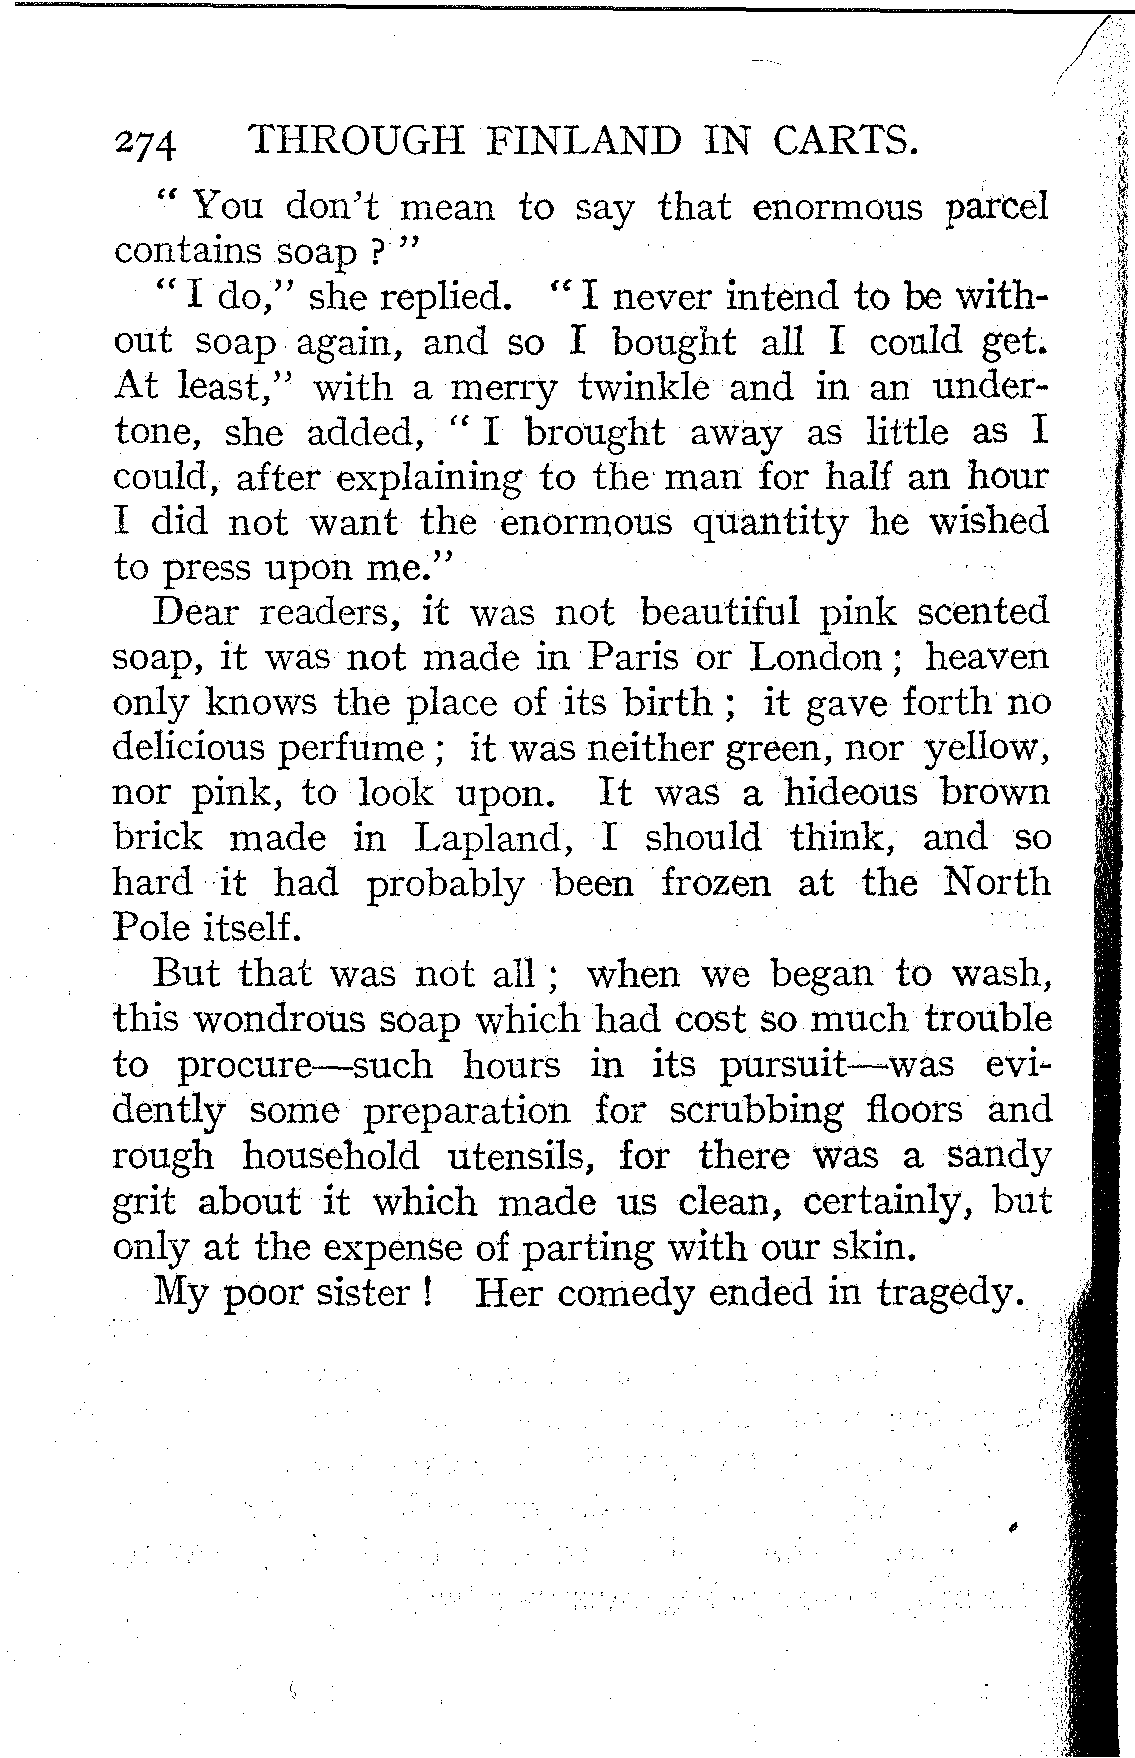 274 THROUGH FINLAND IN CARTS.
“ You don’t mean to say that enormous parcel
contains soap ? ”
“ I do,” she replied. “ I never intend to be with-
out soap again, and so I bought all I could get.
At least,” with a merry twinkle and in an under-
tone, she added, “ I brought away as little as I
could, after explaining to the man for half an hour
I did not want the enormous quantity he wished
to press upon me.”
Dear readers, it was not beautiful pink scented
soap, it was not made in Paris or London ; heaven
only knows the place of its birth ; it gave forth no
delicious perfume ; it was neither green, nor yellow,
nor pink, to look upon. It was a hideous brown
brick made in Lapland, I should think, and so
hard it had probably been frozen at the North
Pole itself.
But that was not all ; when we began to wash,
this wondrous soap which had cost so much trouble
to procure—such hours in its pursuit—was evi-
dently some preparation for scrubbing floors and
rough household utensils, for there was a sandy
grit about it which made us clean, certainly, but
only at the expense of parting with our skin.
My poor sister ! Her comedy ended in tragedy.